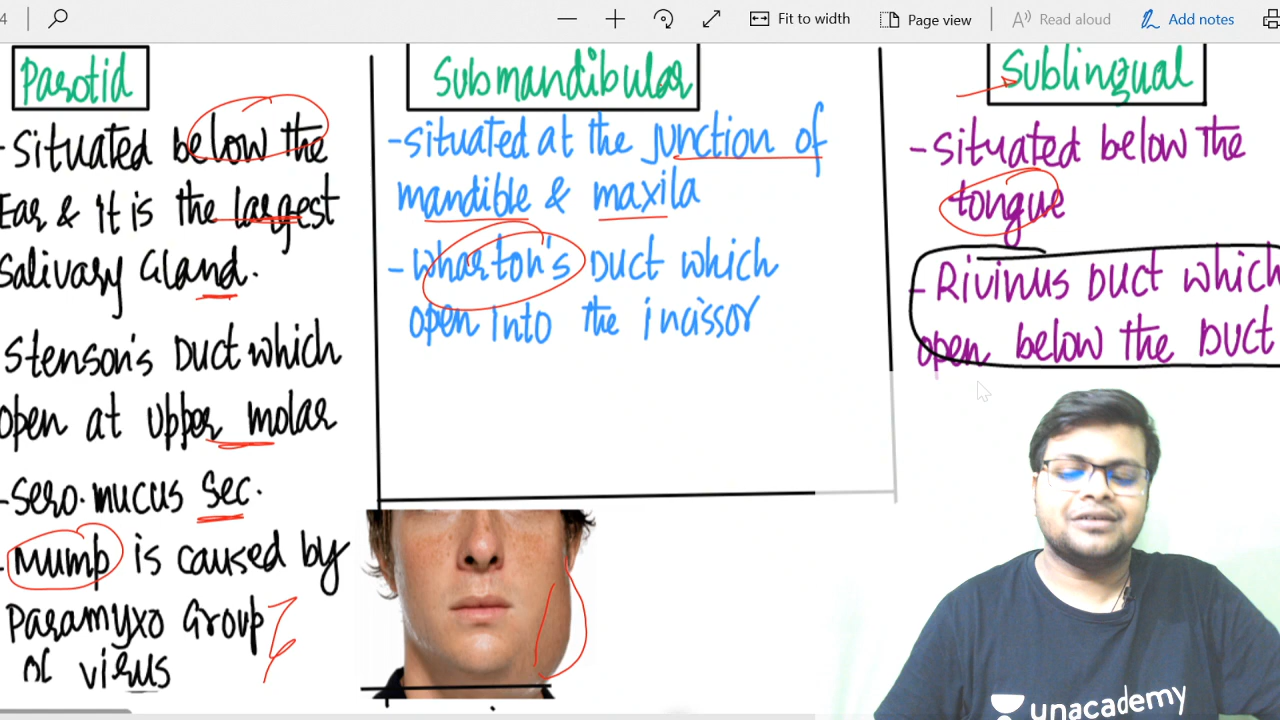 4
Fit to width
Page view
Read aloud
Add notes
Parotid
-Situated below the
Ear & it is the largest
Salivary Gland.
Stenson's Duct which
open at upper molar
-Sero.mucus Sec.
- Mump is caused by
Paramyxo Group
of virus
Submandibular
-situated at the junction of
mandible & maxila
-Wharton's Duct which
open into the incissor
Sublingual
-situated below the
tongue
- Rivinus Duct which
open below the Duct
unacademy